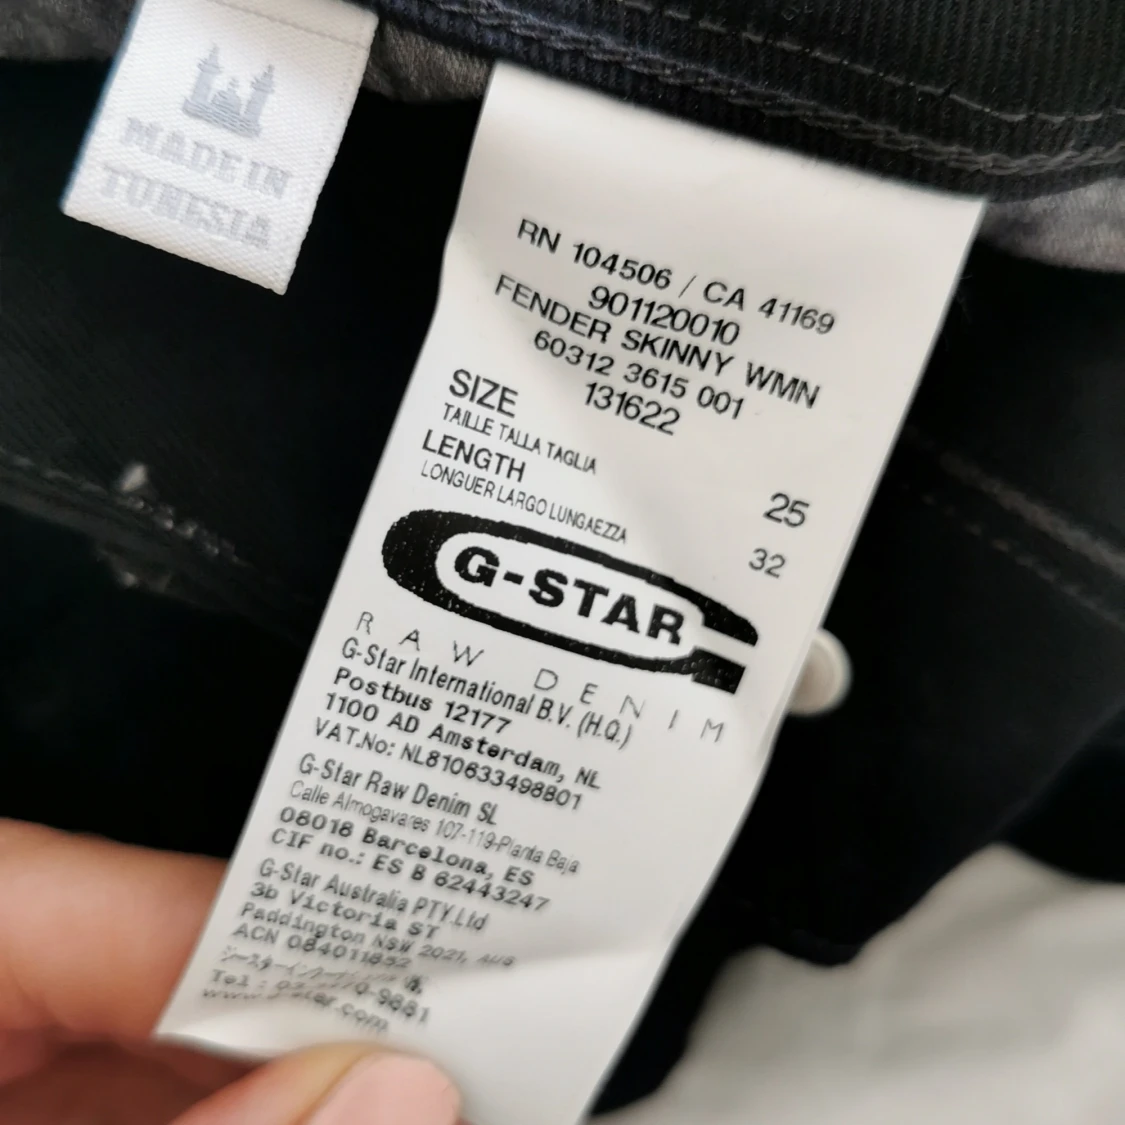 MADE IN
TUNESIA
RN 104506 / CA 41169
901120010
FENDER SKINNY WMN
60312 3615 001
131622
SIZE
TAILLE TALLA TAGLIA
25
LENGTH
LONGUER LARGO LUNGAEZZA
32
G-STAR
RAW DENIM
G-Star International B.V. (H.Q.)
Postbus 12177
1100 AD Amsterdam, NL
VAT.No: NL810633498B01
G-Star Raw Denim SL
Calle Almogavares 107-119-Planta Baja
08018 Barcelona, ES
CIF no.: ES B 62443247
G-Star Australia PTY.Ltd
3b Victoria ST
Paddington NSW 2021, AUS
ACN 084011852
Tel :